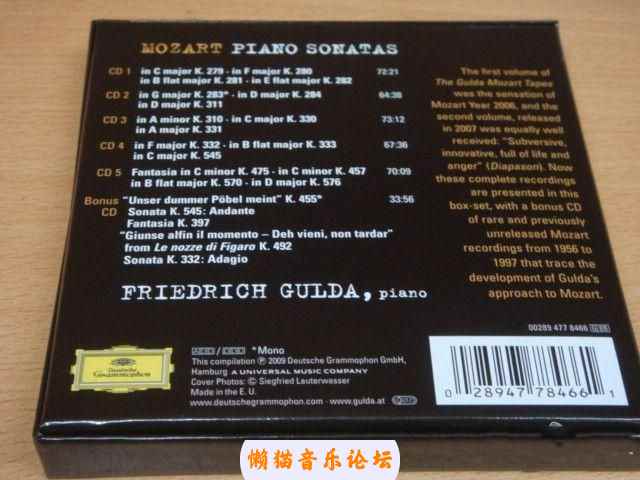 MOZART PIANO SONATAS
CD 1 in C major K. 279 · in F major K. 280
in B flat major K. 281 · in E flat major K. 282 72:21
CD 2 in G major K. 283* · in D major K. 284 64:38
in D major K. 311
CD 3 in A minor K. 310 · in C major K. 330 73:12
in A major K. 331
CD 4 in F major K. 332 · in B flat major K. 333 67:36
in C major K. 545
CD 5 Fantasia in C minor K. 475 · in C minor K. 457 70:09
in B flat major K. 570 · in D major K. 576
Bonus "Unser dummer Pöbel meint" K. 455* 33:56
CD Sonata K. 545: Andante
Fantasia K. 397
"Giunse alfin il momento – Deh vieni, non tardar"
from Le nozze di Figaro K. 492
Sonata K. 332: Adagio
FRIEDRICH GULDA, piano
The first volume of
The Gulda Mozart Tapes
was the sensation of
Mozart Year 2006, and the
second volume, released
in 2007 was equally well
received: "Subversive,
innovative, full of life and
anger" (Diapason). Now
these complete recordings
are presented in this
box-set, with a bonus CD
of rare and previously
unreleased Mozart
recordings from 1956 to
1997 that trace the
development of Gulda's
approach to Mozart.
00289 477 8466
*Mono
This compilation ℗ 2009 Deutsche Grammophon GmbH,
Hamburg A UNIVERSAL MUSIC COMPANY
Cover Photos: © Siegfried Lauterwasser
Made in the E. U.
www.deutschegrammophon.com · www.gulda.at
Deutsche
Grammophon
0 28947 78466 1
懒猫音乐论坛